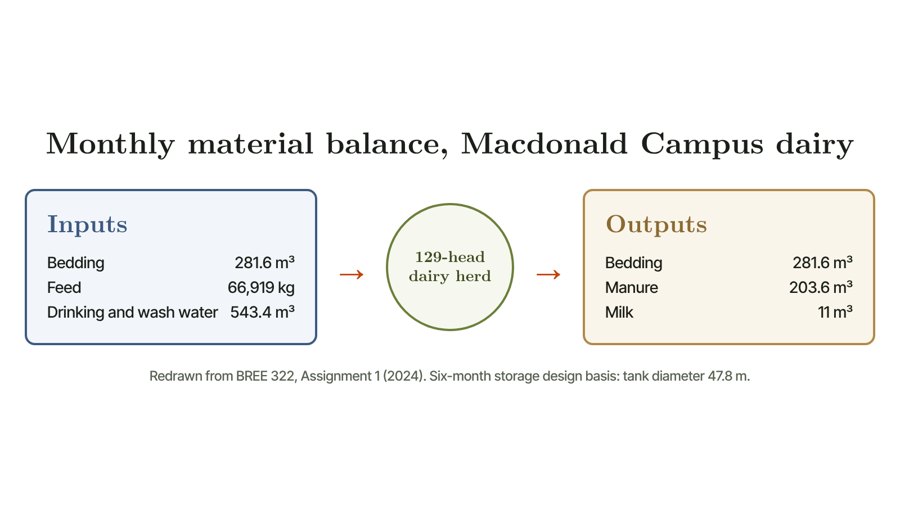 Monthly material balance, Macdonald Campus dairy
Inputs
Bedding 281.6 m³
Feed 66,919 kg
Drinking and wash water 543.4 m³
→
129-head
dairy herd
→
Outputs
Bedding 281.6 m³
Manure 203.6 m³
Milk 11 m³
Redrawn from BREE 322, Assignment 1 (2024). Six-month storage design basis: tank diameter 47.8 m.